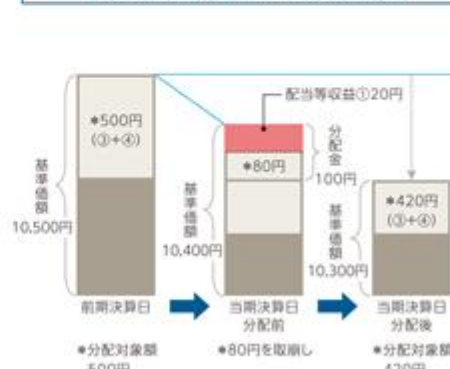 配当等収益①20円
*500円
(③+④)
*80円
分配金
100円
*420円
(③+④)
基準価額
10,500円
基準価額
10,400円
基準価額
10,300円
前期決算日
当期決算日
分配前
当期決算日
分配後
*分配対象額
500円
*80円を取崩し
*分配対象額
420円